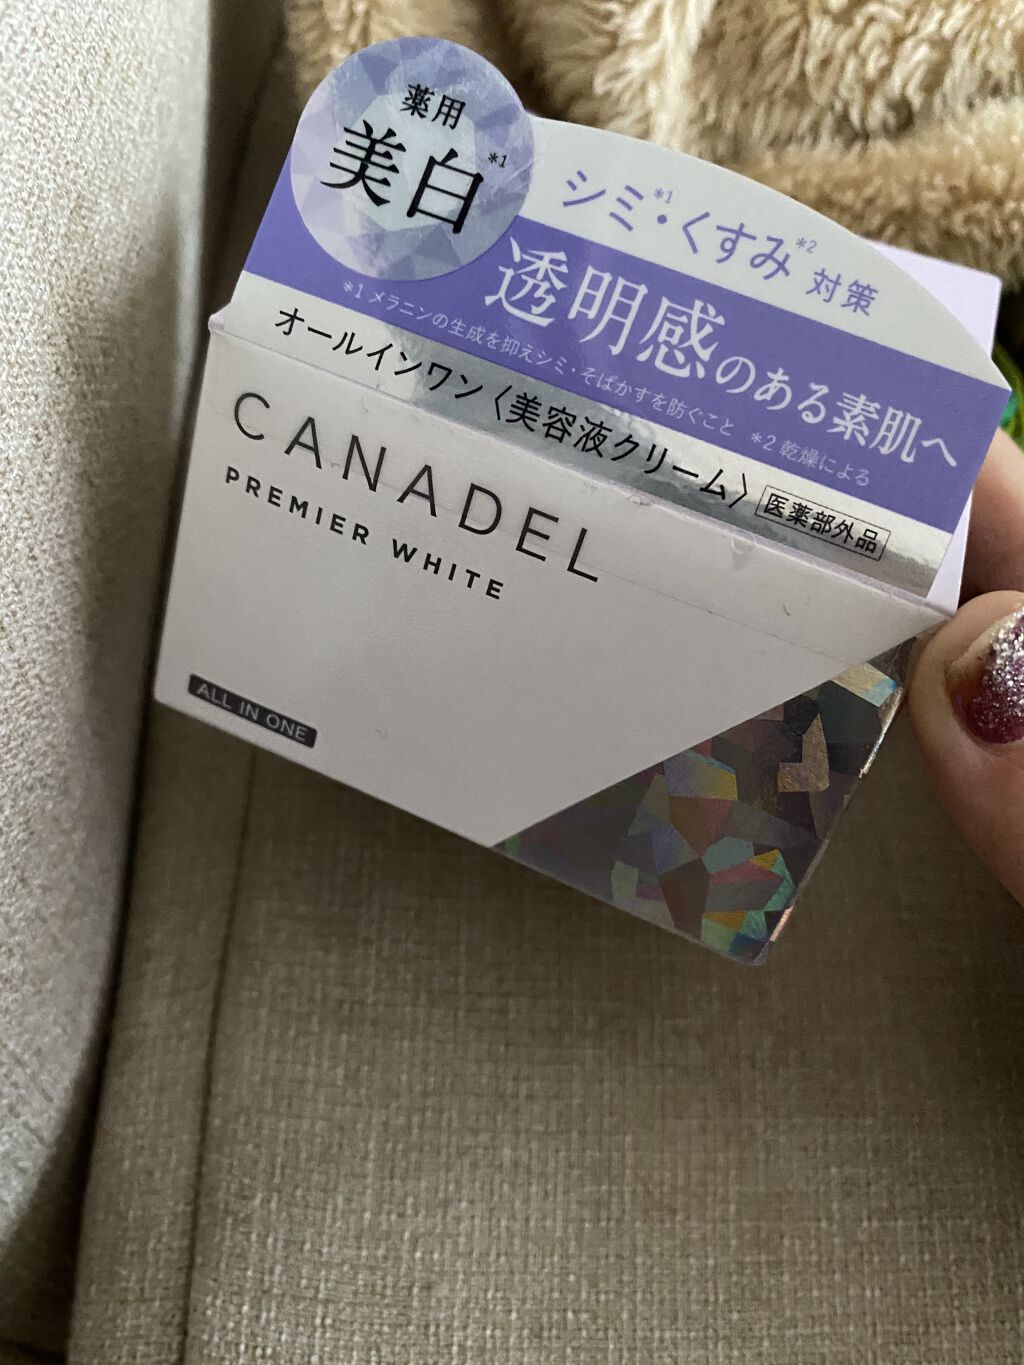 薬用
美白*1
シミ*1・くすみ*2 対策
透明感のある素肌へ
*1 メラニンの生成を抑えシミ・そばかすを防ぐこと *2 乾燥による
オールインワン〈美容液クリーム〉 医薬部外品
CANADEL
PREMIER WHITE
ALL IN ONE